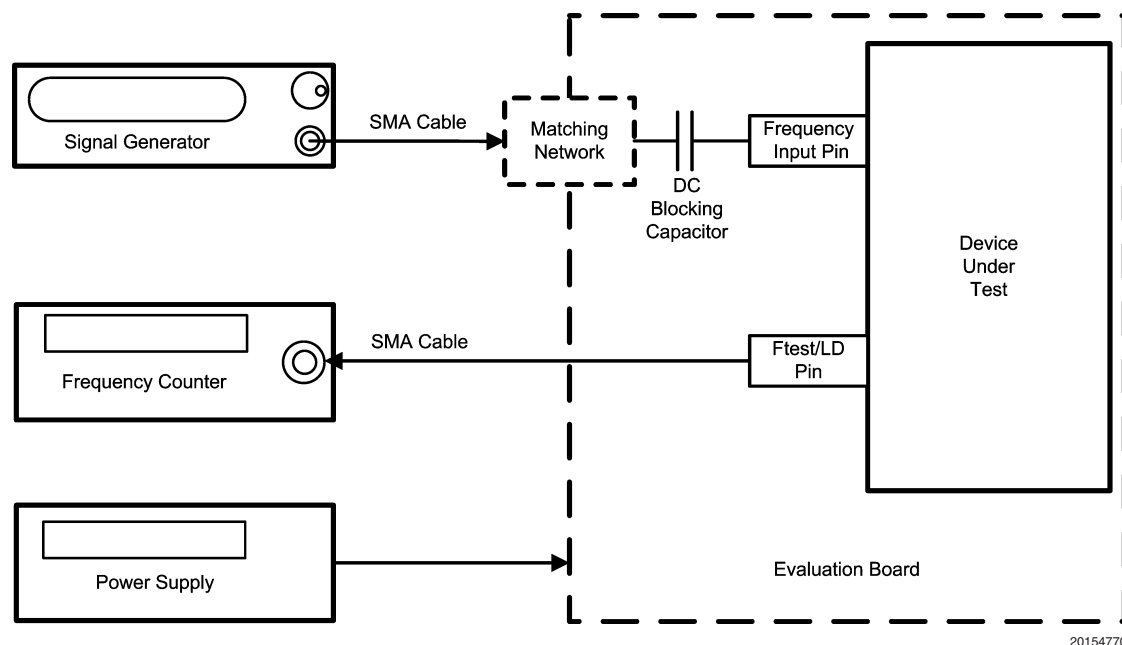 Signal Generator
SMA Cable
Matching
Network
DC
Blocking
Capacitor
Frequency
Input Pin
Device
Under
Test
Frequency Counter
SMA Cable
Ftest/LD
Pin
Power Supply
Evaluation Board
20154770